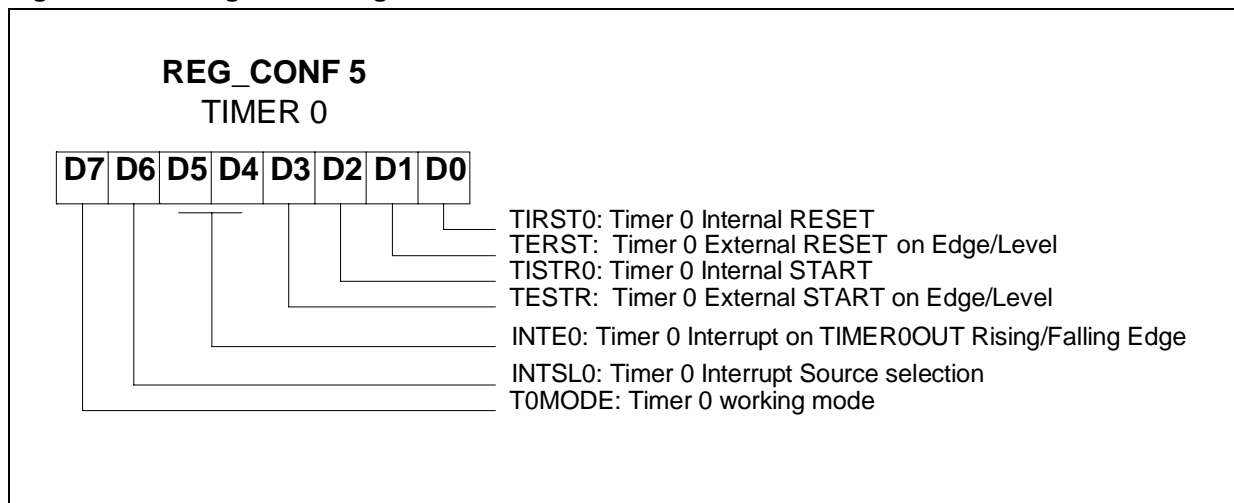 REG_CONF 5
TIMER 0
D7 D6 D5 D4 D3 D2 D1 D0
TIRST0: Timer 0 Internal RESET
TERST: Timer 0 External RESET on Edge/Level
TISTR0: Timer 0 Internal START
TESTR: Timer 0 External START on Edge/Level
INTE0: Timer 0 Interrupt on TIMER0OUT Rising/Falling Edge
INTSL0: Timer 0 Interrupt Source selection
T0MODE: Timer 0 working mode